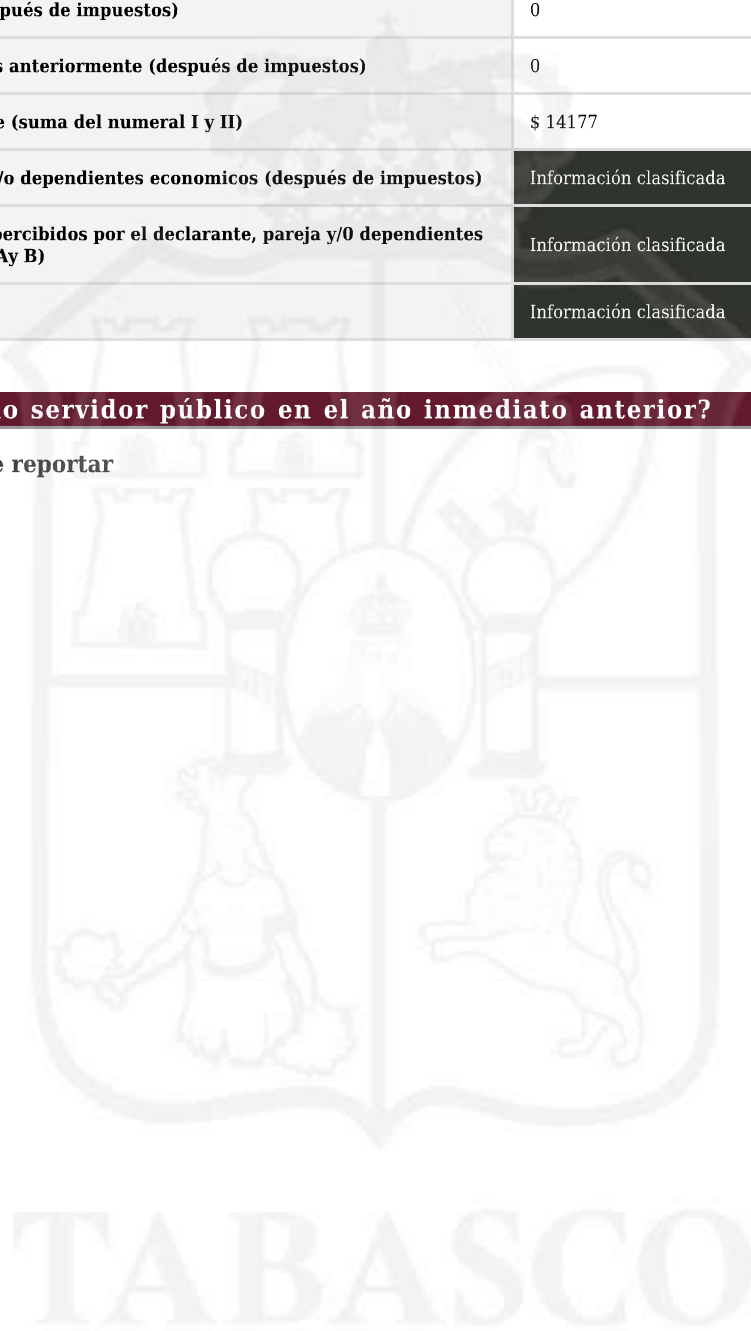 pués de impuestos)
0
s anteriormente (después de impuestos)
0
e (suma del numeral I y II)
$ 14177
/o dependientes economicos (después de impuestos)
Información clasificada
percibidos por el declarante, pareja y/0 dependientes
Ay B)
Información clasificada
Información clasificada
o servidor público en el año inmediato anterior?
e reportar
TABASCO